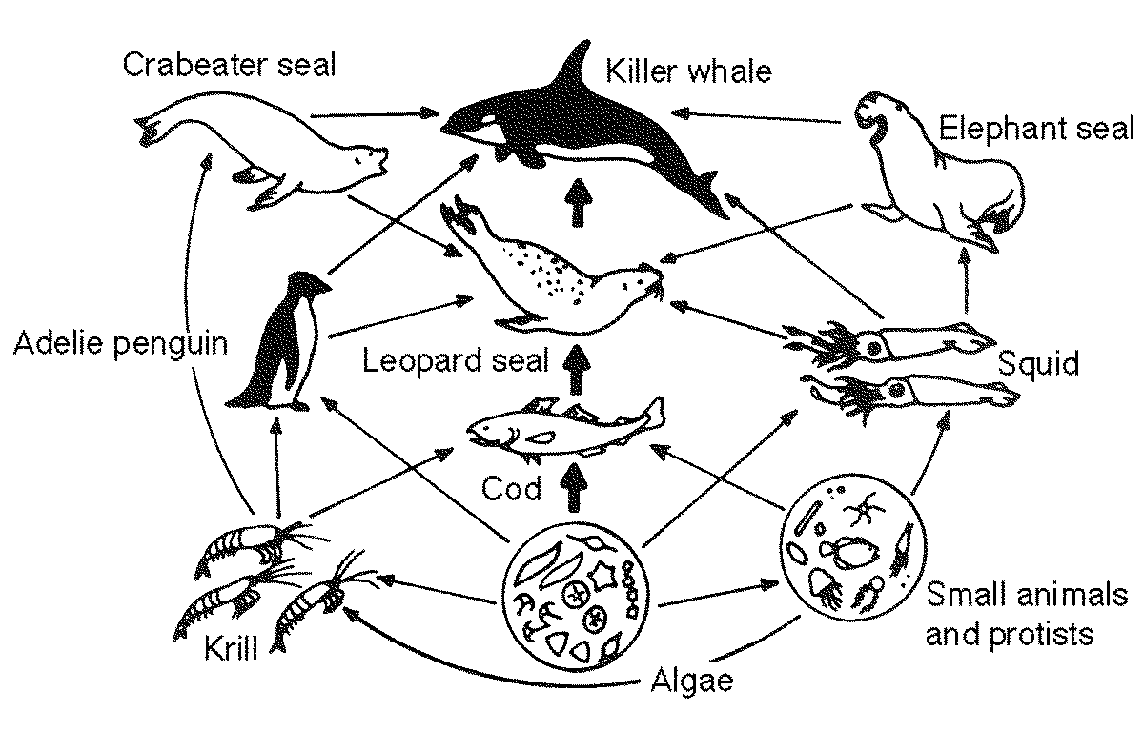 Crabeater seal
Killer whale
Elephant seal
Adelie penguin
Leopard seal
Squid
Cod
Small animals
and protists
Krill
Algae